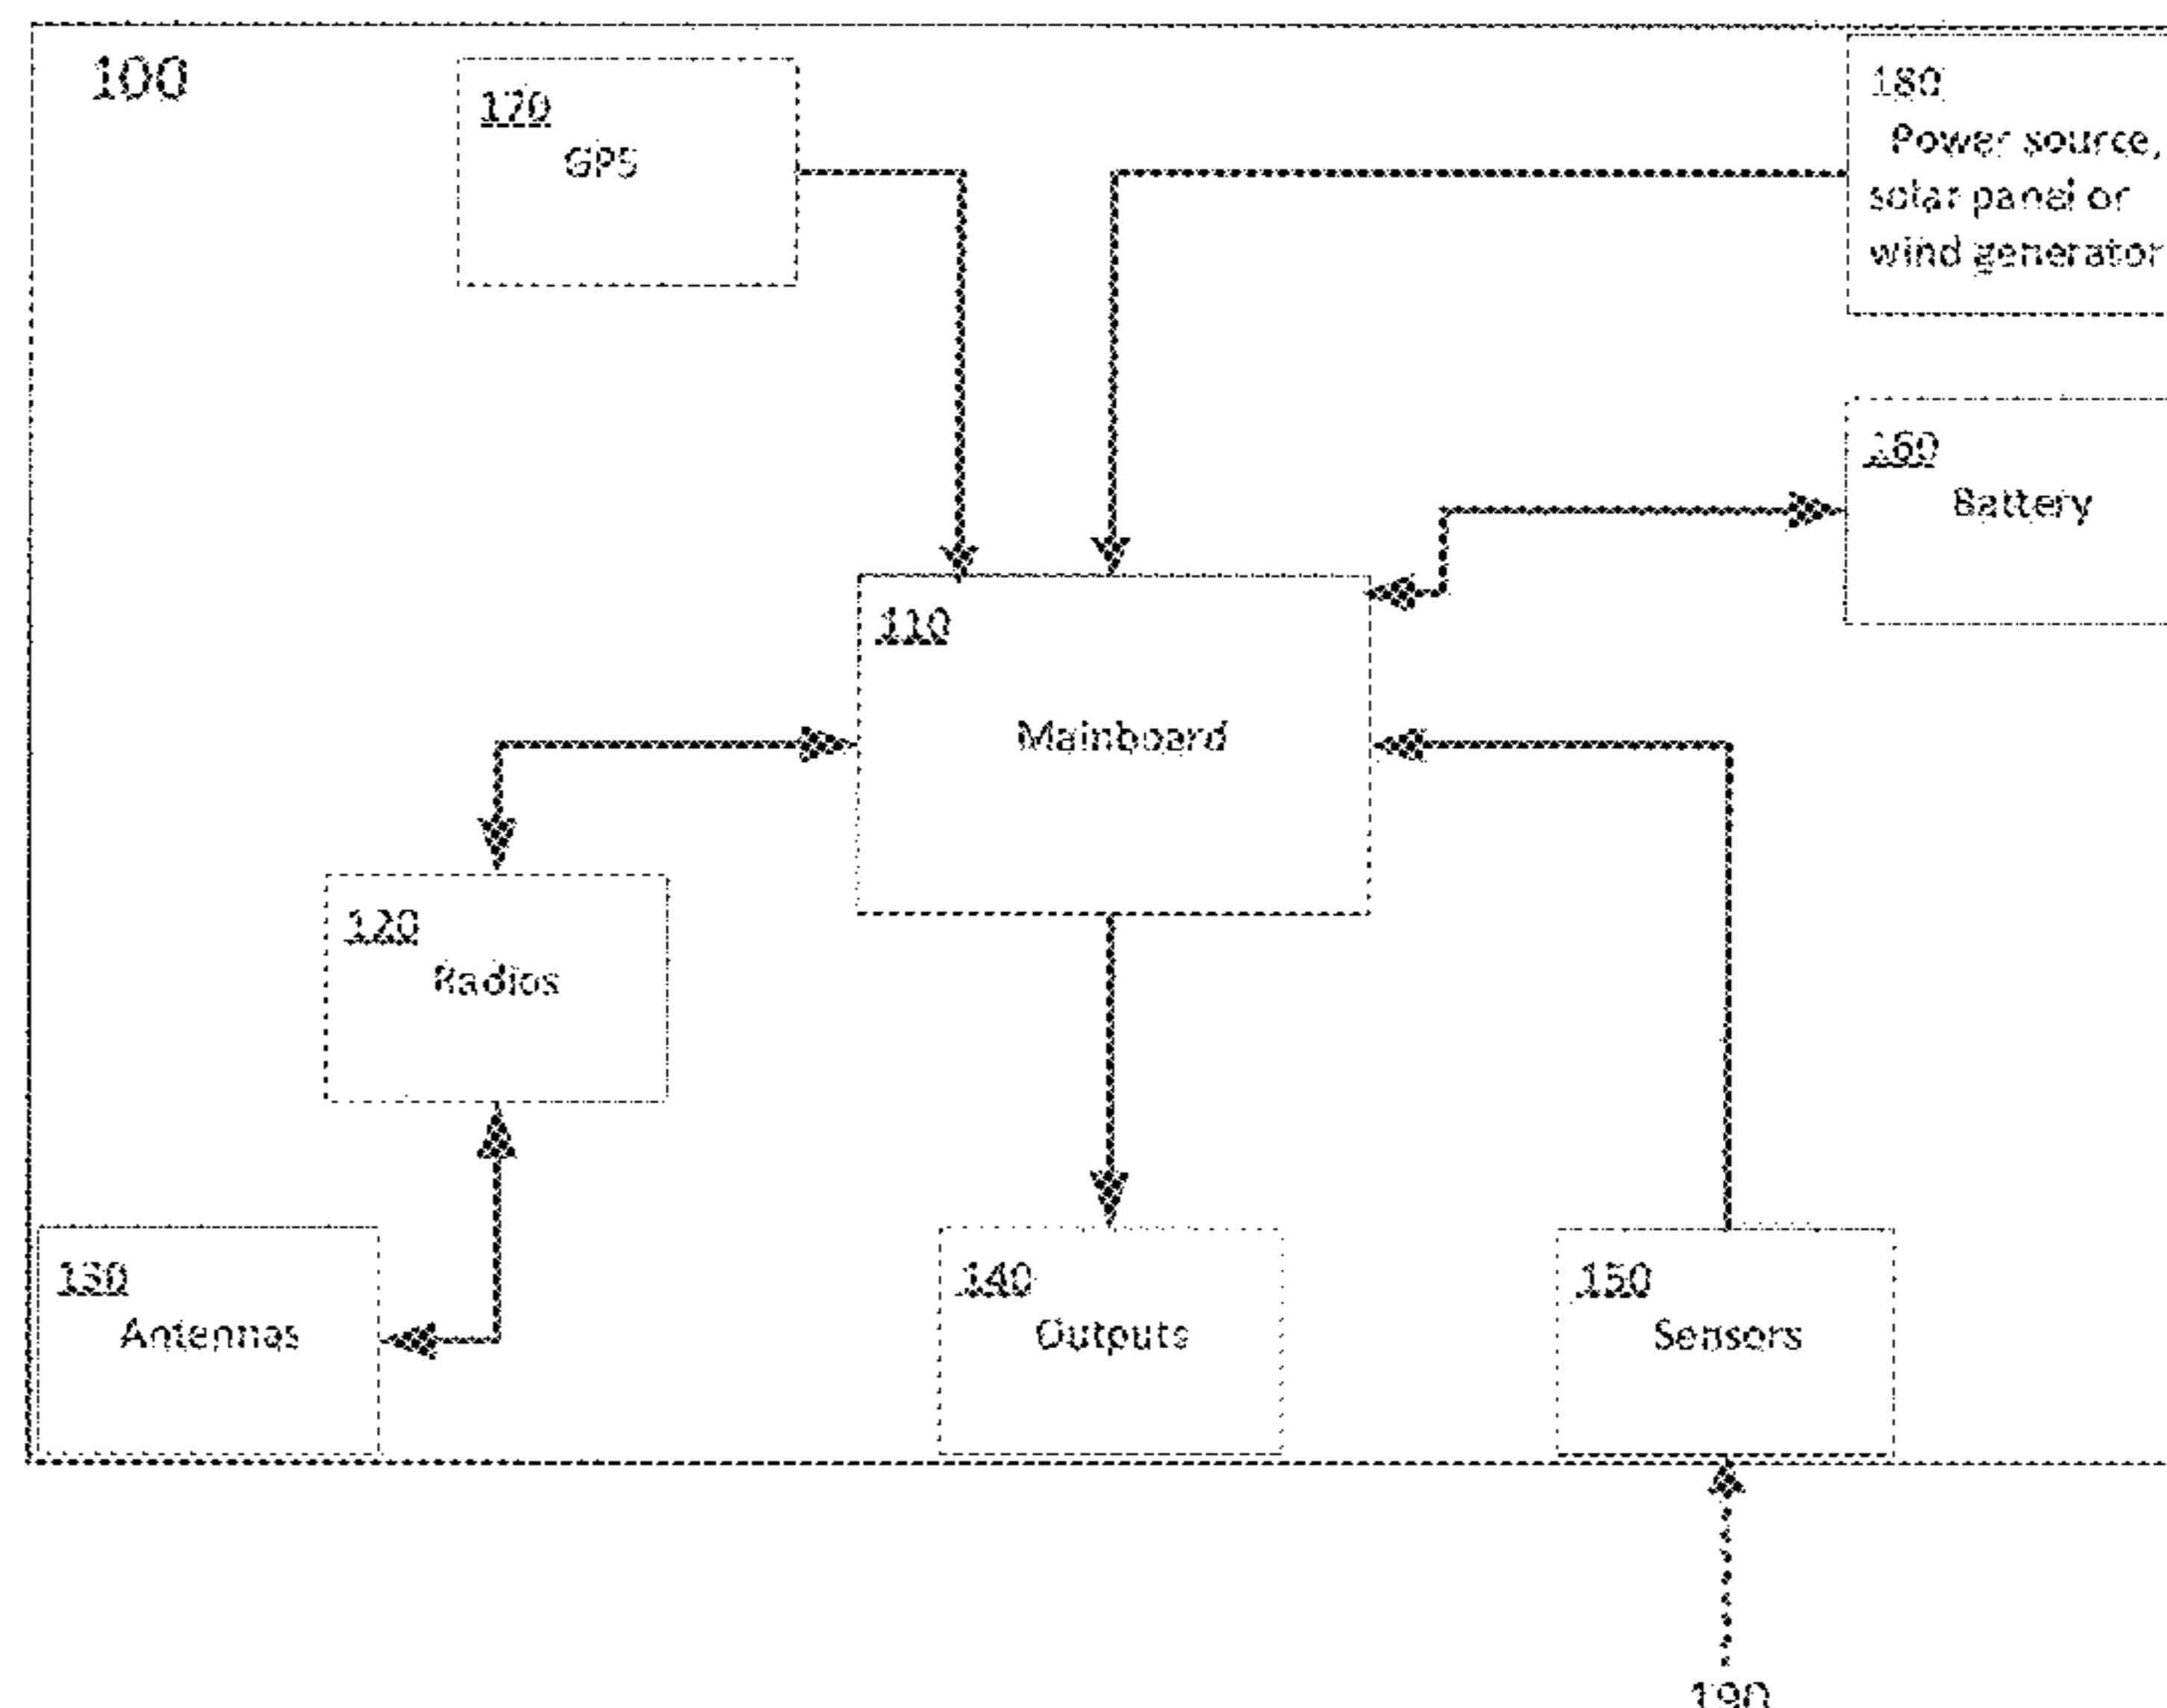 100
170
GPS
180
Power source,
solar panel or
wind generator
160
Battery
110
Mainboard
120
Radios
130
Antennas
140
Outputs
150
Sensors
190